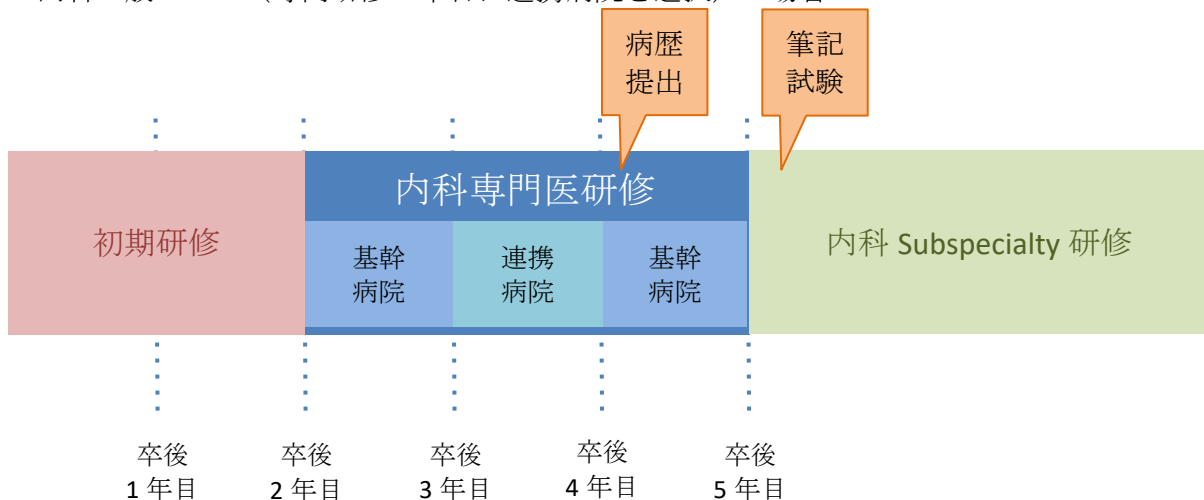 病歴
提出
筆記
試験
内科専門医研修
初期研修
基幹
病院
連携
病院
基幹
病院
内科 Subspecialty 研修
卒後
1 年目
卒後
2 年目
卒後
3 年目
卒後
4 年目
卒後
5 年目